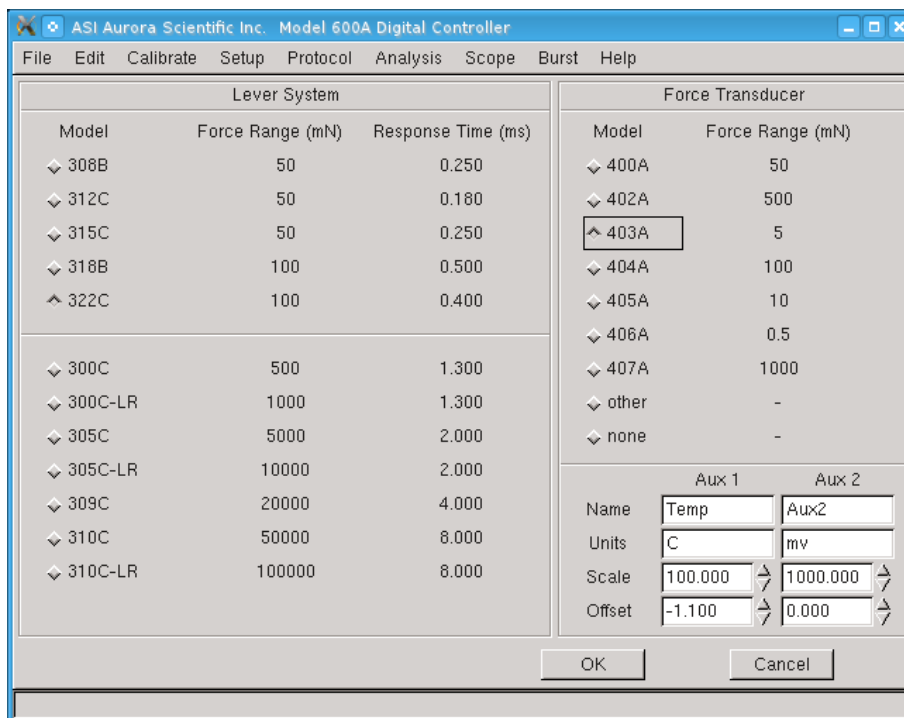 ASI Aurora Scientific Inc. Model 600A Digital Controller
File Edit Calibrate Setup Protocol Analysis Scope Burst Help
Lever System
Model Force Range (mN) Response Time (ms)
308B 50 0.250
312C 50 0.180
315C 50 0.250
318B 100 0.500
322C 100 0.400
300C 500 1.300
300C-LR 1000 1.300
305C 5000 2.000
305C-LR 10000 2.000
309C 20000 4.000
310C 50000 8.000
310C-LR 100000 8.000
Force Transducer
Model Force Range (mN)
400A 50
402A 500
403A 5
404A 100
405A 10
406A 0.5
407A 1000
other -
none -
Aux 1 Aux 2
Name Temp Aux2
Units C mv
Scale 100.000 1000.000
Offset -1.100 0.000
OK Cancel